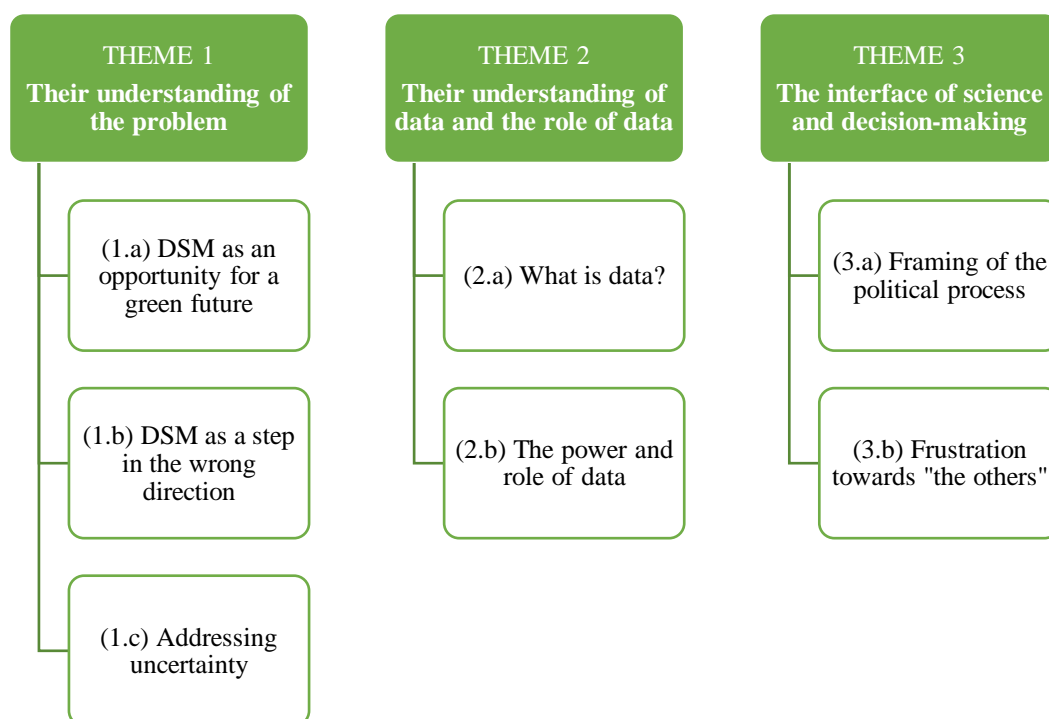 THEME 1
Their understanding of
the problem
(1.a) DSM as an
opportunity for a
green future
(1.b) DSM as a step
in the wrong
direction
(1.c) Addressing
uncertainty
THEME 2
Their understanding of
data and the role of data
(2.a) What is data?
(2.b) The power and
role of data
THEME 3
The interface of science
and decision-making
(3.a) Framing of the
political process
(3.b) Frustration
towards "the others"